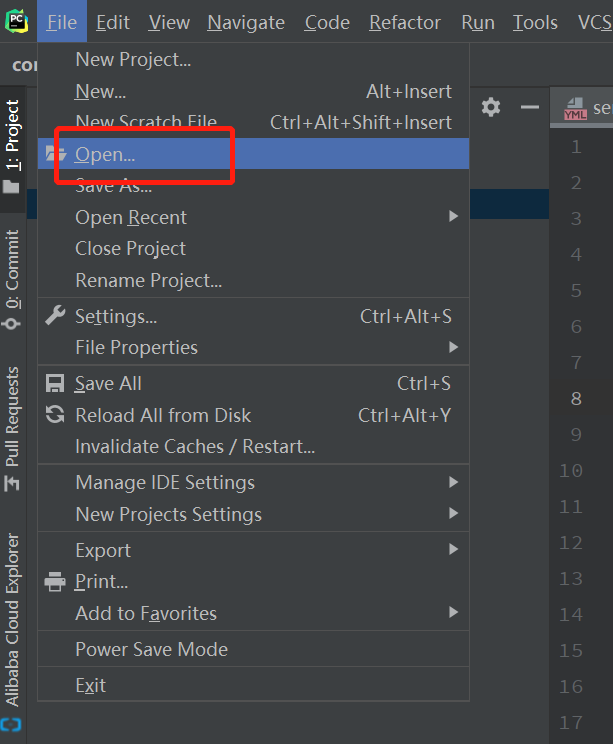 PC File Edit View Navigate Code Refactor Run Tools VCS
New Project...
New... Alt+Insert
New Scratch File Ctrl+Alt+Shift+Insert
Open...
Save As...
Open Recent
Close Project
Rename Project...
Settings... Ctrl+Alt+S
File Properties
Save All Ctrl+S
Reload All from Disk Ctrl+Alt+Y
Invalidate Caches / Restart...
Manage IDE Settings
New Projects Settings
Export
Print...
Add to Favorites
Power Save Mode
Exit
1: Project
0: Commit
Pull Requests
Alibaba Cloud Explorer
YML se
1
2
3
4
5
6
7
8
9
10
11
12
13
14
15
16
17